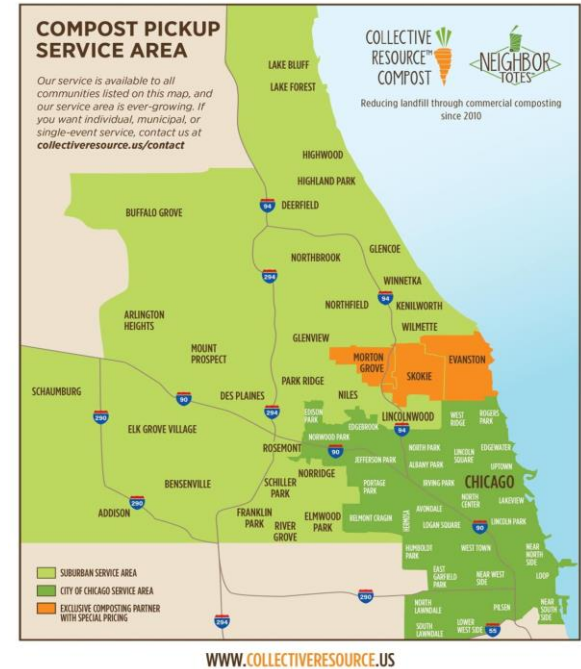 COMPOST PICKUP
SERVICE AREA
Our service is available to all
communities listed on this map, and
our service area is ever-growing. If
you want individual, municipal, or
single-event service, contact us at
collectiveresource.us/contact
COLLECTIVE
RESOURCE™
COMPOST
NEIGHBOR
TOTES™
Reducing landfill through commercial composting
since 2010
LAKE BLUFF
LAKE FOREST
HIGHWOOD
HIGHLAND PARK
94
DEERFIELD
BUFFALO GROVE
GLENCOE
NORTHBROOK
294
WINNETKA
94
NORTHFIELD
KENILWORTH
WILMETTE
ARLINGTON
HEIGHTS
GLENVIEW
MOUNT
PROSPECT
MORTON
GROVE
SKOKIE
EVANSTON
PARK RIDGE
NILES
SCHAUMBURG
90
DES PLAINES
294
LINCOLNWOOD
94
290
ELK GROVE VILLAGE
EDISON
PARK
EDGEBROOK
WEST
RIDGE
ROGERS
PARK
NORWOOD PARK
ROSEMONT
90
JEFFERSON PARK
NORTH PARK
ALBANY PARK
LINCOLN
SQUARE
EDGEWATER
UPTOWN
NORRIDGE
BENSENVILLE
SCHILLER
PARK
PORTAGE
PARK
IRVING PARK
CHICAGO
NORTH
CENTER
LAKEVIEW
290
ADDISON
FRANKLIN
PARK
RIVER
GROVE
ELMWOOD
PARK
BELMONT CRAGIN
HERMOSA
AVONDALE
LOGAN SQUARE
90
LINCOLN PARK
HUMBOLDT
PARK
WEST TOWN
NEAR
NORTH
SIDE
EAST
GARFIELD
PARK
NEAR WEST
SIDE
LOOP
290
NORTH
LAWNDALE
PILSEN
NEAR
SOUTH
SIDE
294
SOUTH
LAWNDALE
LOWER
WEST SIDE
55
SUBURBAN SERVICE AREA
CITY OF CHICAGO SERVICE AREA
EXCLUSIVE COMPOSTING PARTNER
WITH SPECIAL PRICING
WWW.COLLECTIVERESOURCE.US